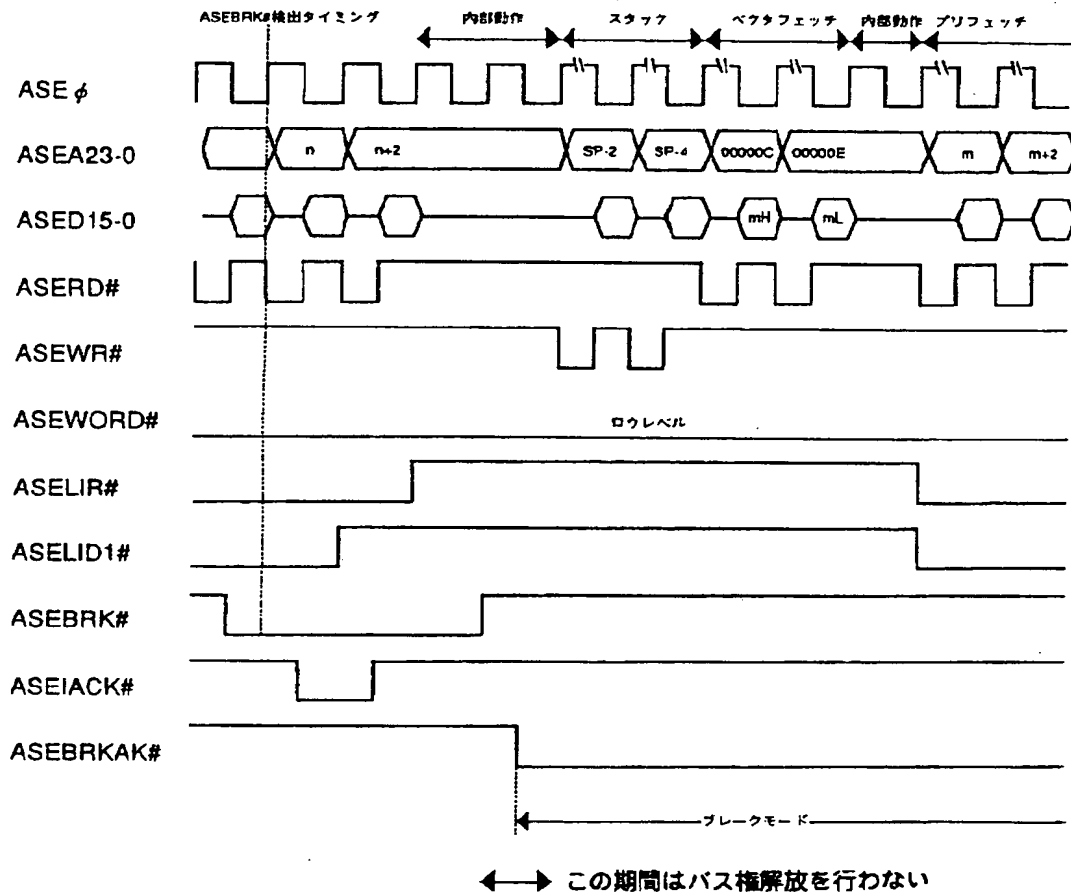 ASEBRK#検出タイミング 内部動作 スタック ベクタフェッチ 内部動作 プリフェッチ
ASE φ
ASEA23-0 n n+2 SP-2 SP-4 00000C 00000E m m+2
ASED15-0 mH mL
ASERD#
ASEWR#
ASEWORD# ロウレベル
ASELIR#
ASELID1#
ASEBRK#
ASEIACK#
ASEBRKAK#
ブレークモード
この期間はバス権解放を行わない